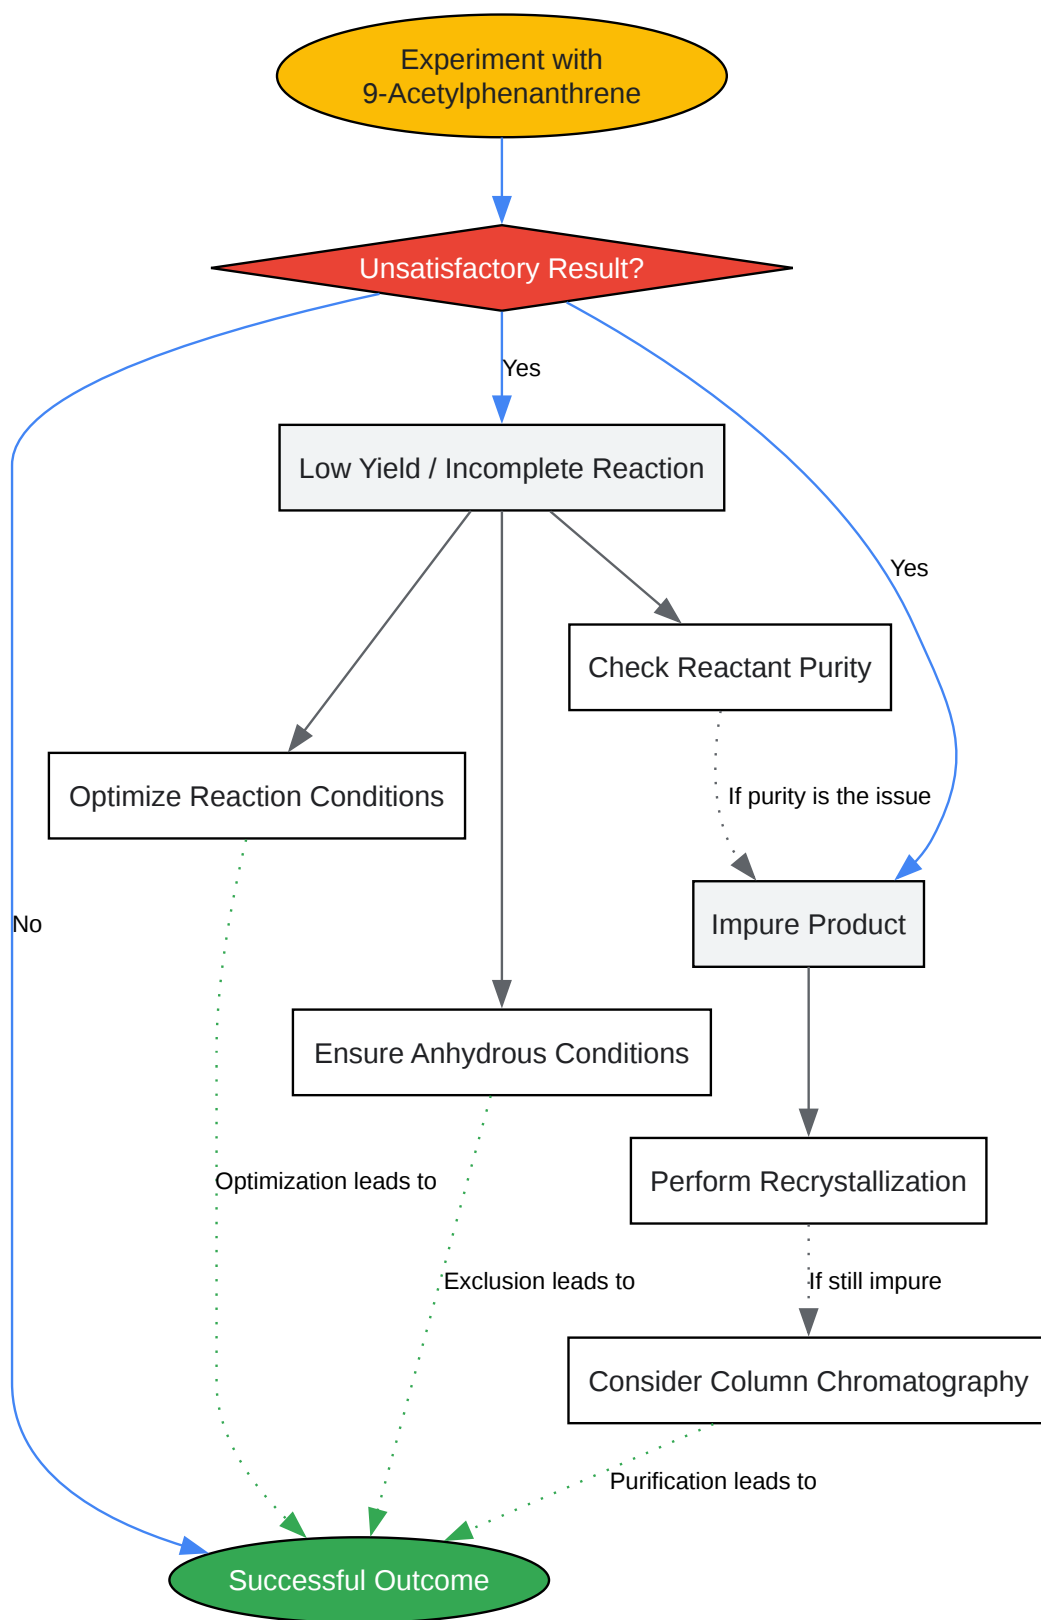 Experiment with
9-Acetylphenanthrene
Unsatisfactory Result?
Yes
Low Yield / Incomplete Reaction
Yes
Check Reactant Purity
Optimize Reaction Conditions
If purity is the issue
No
Impure Product
Ensure Anhydrous Conditions
Optimization leads to
Perform Recrystallization
Exclusion leads to
If still impure
Consider Column Chromatography
Purification leads to
Successful Outcome